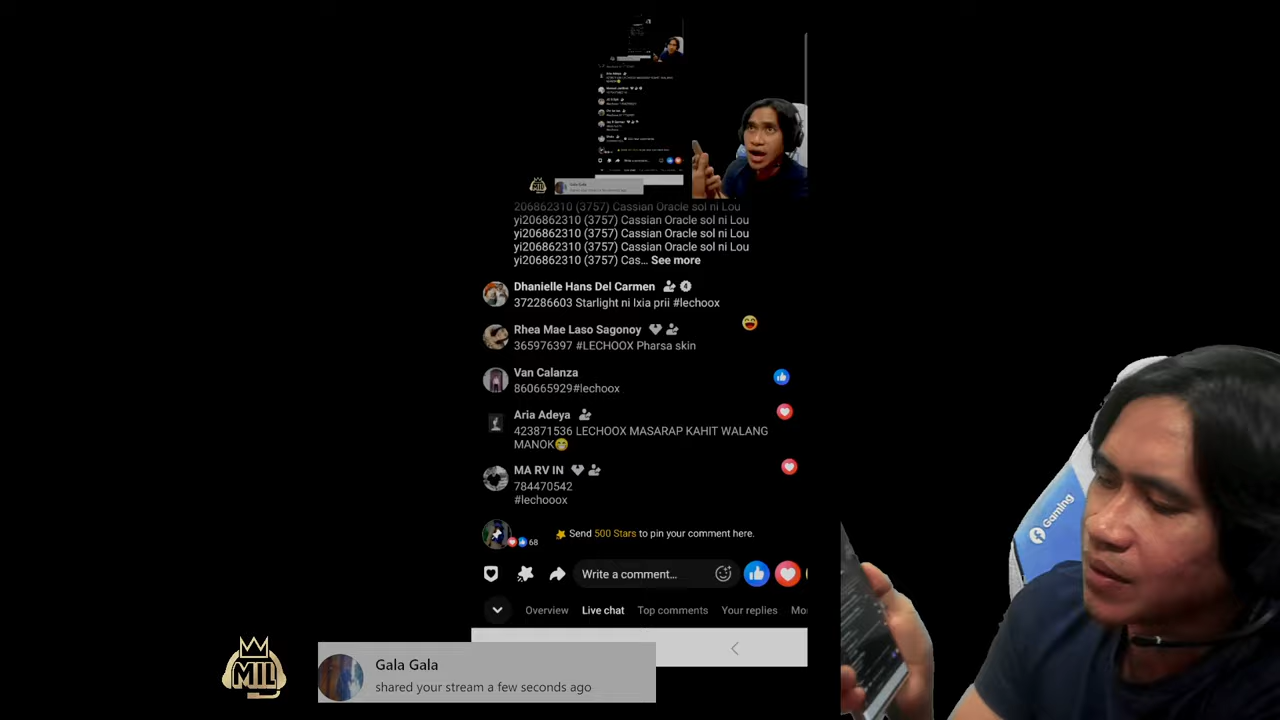 206862310 (3757) Cassian Oracle sol ni Lou
yi206862310 (3757) Cassian Oracle sol ni Lou
yi206862310 (3757) Cassian Oracle sol ni Lou
yi206862310 (3757) Cassian Oracle sol ni Lou
yi206862310 (3757) Cas... See more
Dhanielle Hans Del Carmen
372286603 Starlight ni Ixia prii #lechoox
Rhea Mae Laso Sagonoy
365976397 #LECHOOX Pharsa skin
Van Calanza
860665929#lechoox
Aria Adeya
423871536 LECHOOX MASARAP KAHIT WALANG
MANOK😁
MA RV IN
784470542
#lechooox
68
Send 500 Stars to pin your comment here.
Write a comment...
Overview Live chat Top comments Your replies Mo
MIL
Gala Gala
shared your stream a few seconds ago
Gaming